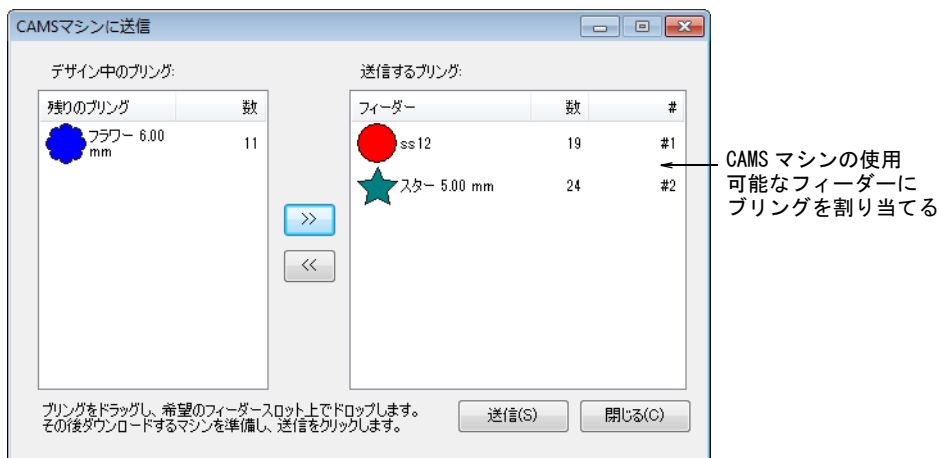 CAMSマシンに送信
デザイン中のブリング:
送信するブリング:
残りのブリング 数
フィーダー 数 #
フラワー 6.00
mm
11
ss12 19 #1
スター 5.00 mm 24 #2
CAMS マシンの使用
可能なフィーダーに
ブリングを割り当てる
>>
<<
ブリングをドラッグし、希望のフィーダースロット上でドロップします。
その後ダウンロードするマシンを準備し、送信をクリックします。
送信(S) 閉じる(C)